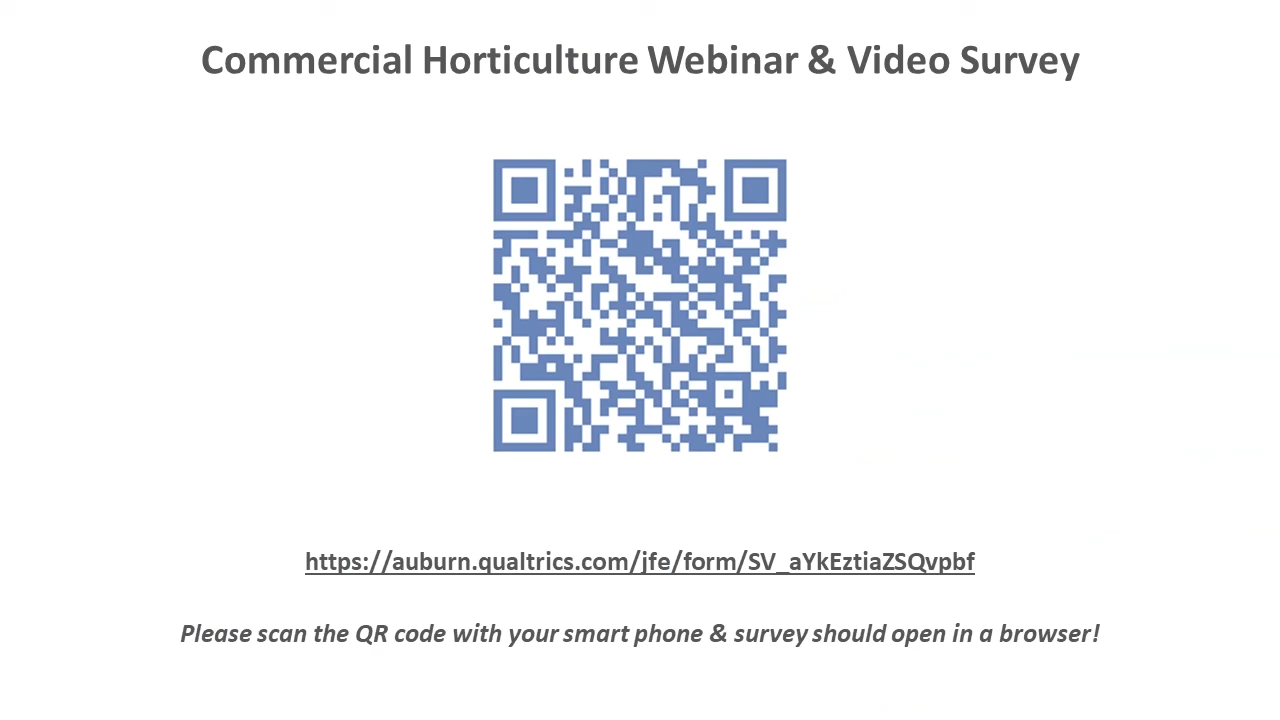 Commercial Horticulture Webinar & Video Survey
https://auburn.qualtrics.com/jfe/form/SV_aYkEztiaZSQvpbf
Please scan the QR code with your smart phone & survey should open in a browser!